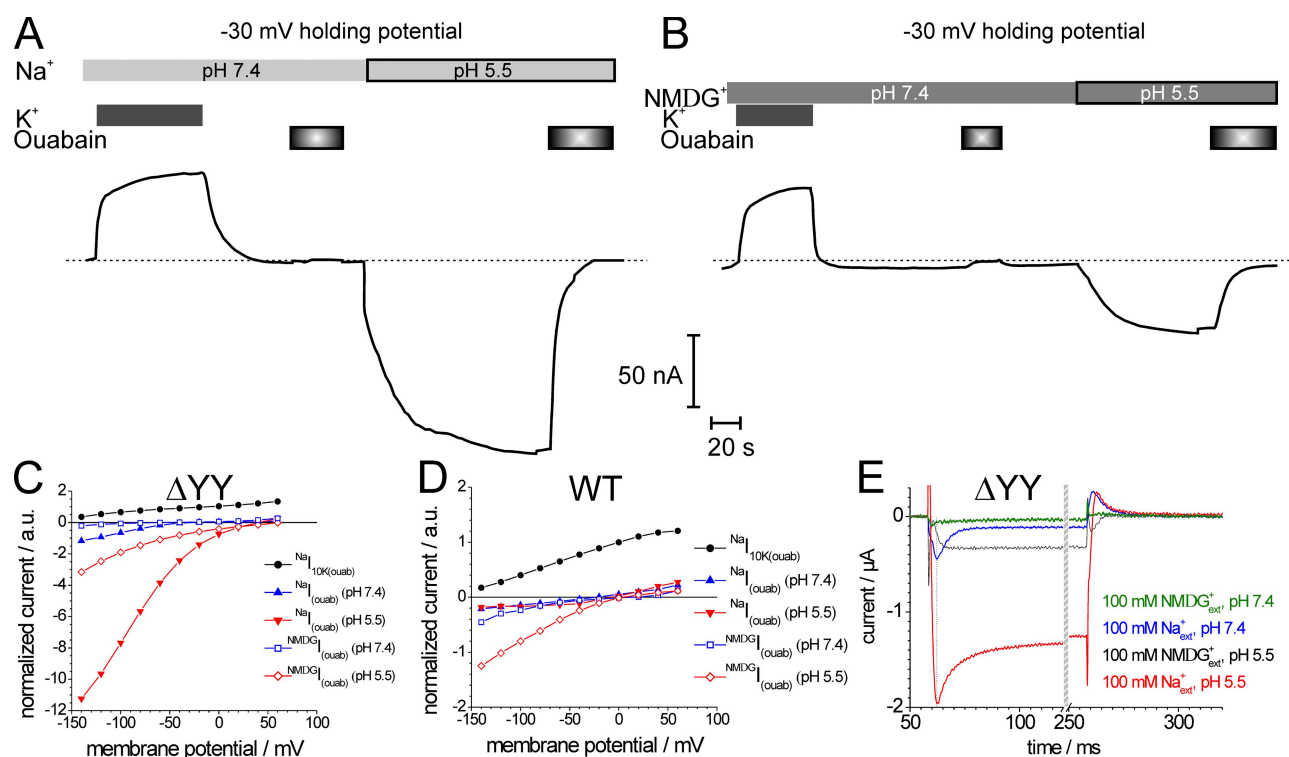 A
-30 mV holding potential
Na+
pH 7.4
pH 5.5
K+
Ouabain
B
-30 mV holding potential
NMDG+
pH 7.4
pH 5.5
K+
Ouabain
50 nA
20 s
C
ΔYY
normalized current / a.u.
2
0
-2
-4
-6
-8
-10
-12
-150
-100
-50
0
50
100
membrane potential / mV
NaI10K(ouab)
NaI(ouab) (pH 7.4)
NaI(ouab) (pH 5.5)
NMDGI(ouab) (pH 7.4)
NMDGI(ouab) (pH 5.5)
D
WT
normalized current / a.u.
2
1
0
-1
-2
-150
-100
-50
0
50
100
membrane potential / mV
NaI10K(ouab)
NaI(ouab) (pH 7.4)
NaI(ouab) (pH 5.5)
NMDGI(ouab) (pH 7.4)
NMDGI(ouab) (pH 5.5)
E
ΔYY
current / µA
0
-1
-2
100 mM NMDG+ext, pH 7.4
100 mM Na+ext, pH 7.4
100 mM NMDG+ext, pH 5.5
100 mM Na+ext, pH 5.5
50
100
250
300
time / ms